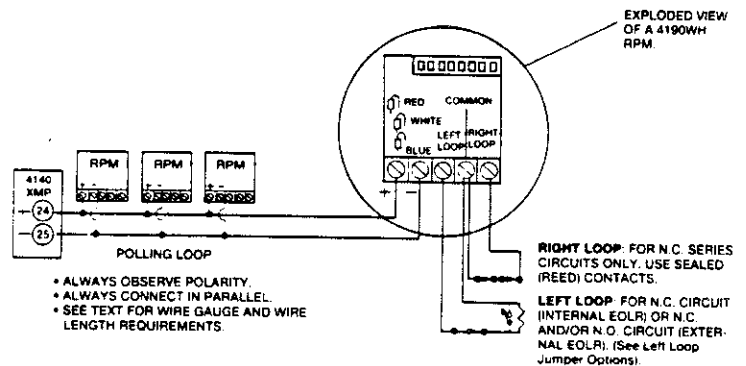 EXPLODED VIEW
OF A 4190WH
RPM.
RED
COMMON
WHITE
LEFT
LOOP
RIGHT
LOOP
BLUE
+ −
RPM
RPM
RPM
+ -
+ -
+ -
4140
XMP
+ 24
− 25
POLLING LOOP
• ALWAYS OBSERVE POLARITY.
• ALWAYS CONNECT IN PARALLEL.
• SEE TEXT FOR WIRE GAUGE AND WIRE
LENGTH REQUIREMENTS.
RIGHT LOOP: FOR N.C. SERIES
CIRCUITS ONLY. USE SEALED
(REED) CONTACTS.
LEFT LOOP: FOR N.C. CIRCUIT
(INTERNAL EOLR) OR N.C.
AND/OR N.O. CIRCUIT (EXTER-
NAL EOLR). (See Left Loop
Jumper Options).